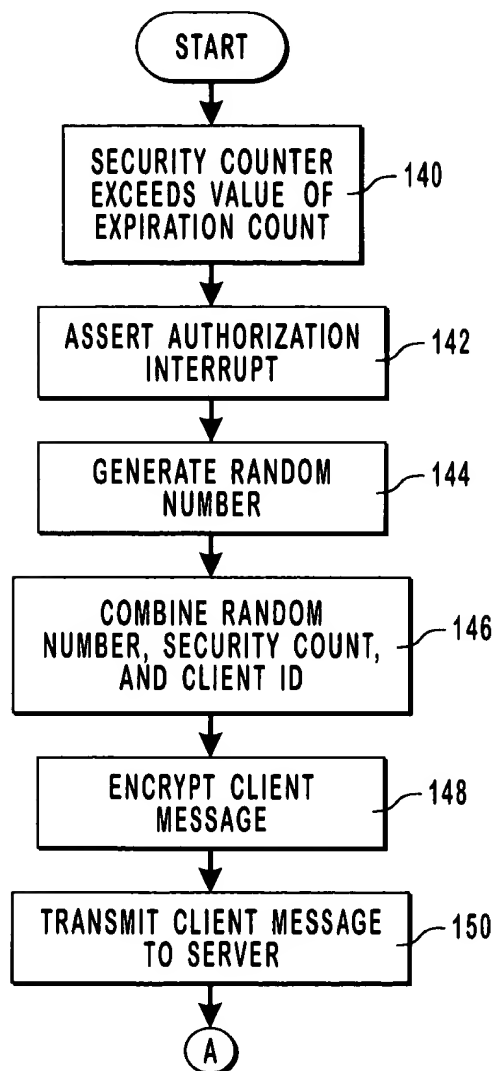 START
SECURITY COUNTER
EXCEEDS VALUE OF
EXPIRATION COUNT
140
ASSERT AUTHORIZATION
INTERRUPT
142
GENERATE RANDOM
NUMBER
144
COMBINE RANDOM
NUMBER, SECURITY COUNT,
AND CLIENT ID
146
ENCRYPT CLIENT
MESSAGE
148
TRANSMIT CLIENT MESSAGE
TO SERVER
150
A